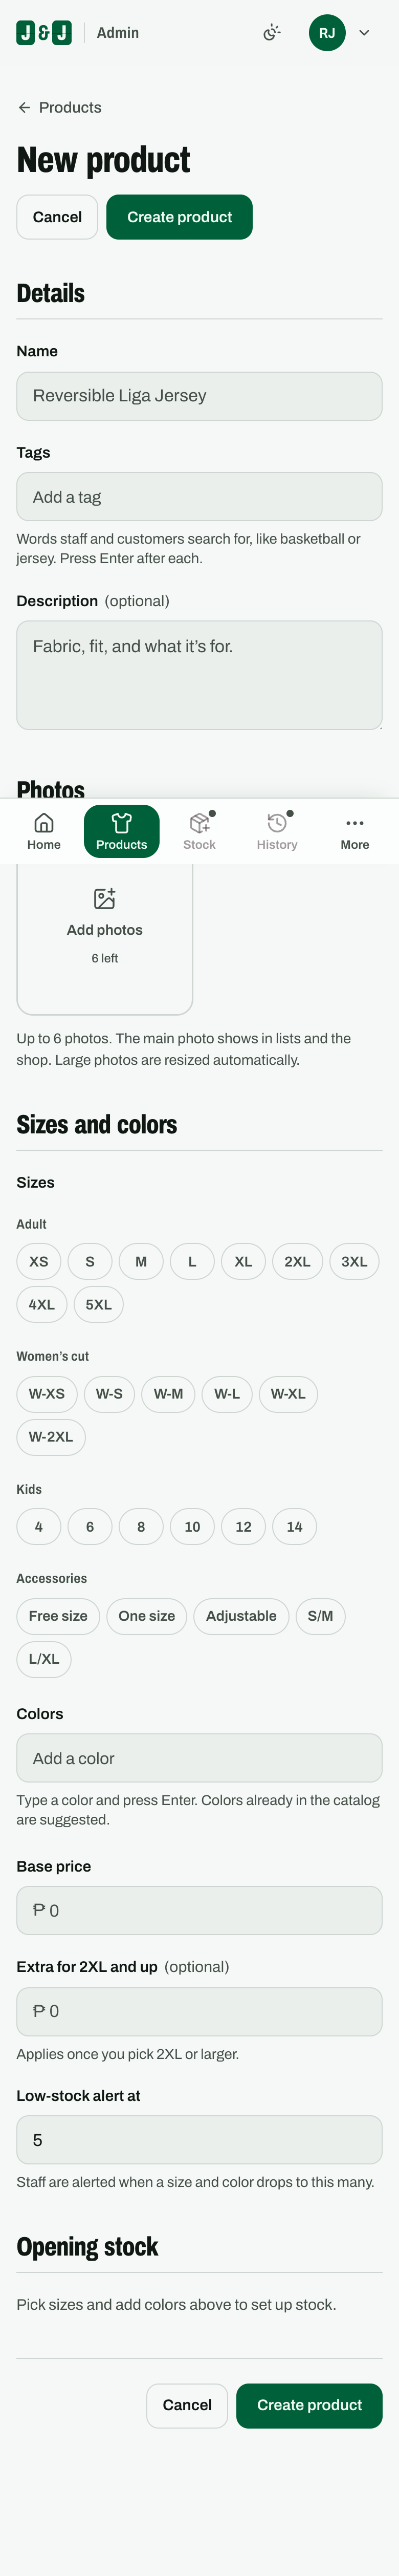 J & J
Admin
RJ
Products
New product
Cancel
Create product
Details
Name
Reversible Liga Jersey
Tags
Add a tag
Words staff and customers search for, like basketball or
jersey. Press Enter after each.
Description (optional)
Fabric, fit, and what it’s for.
Photos
Home
Products
Stock
History
More
Add photos
6 left
Up to 6 photos. The main photo shows in lists and the
shop. Large photos are resized automatically.
Sizes and colors
Sizes
Adult
XS S M L XL 2XL 3XL
4XL 5XL
Women’s cut
W-XS W-S W-M W-L W-XL
W-2XL
Kids
4 6 8 10 12 14
Accessories
Free size One size Adjustable S/M
L/XL
Colors
Add a color
Type a color and press Enter. Colors already in the catalog
are suggested.
Base price
₱ 0
Extra for 2XL and up (optional)
₱ 0
Applies once you pick 2XL or larger.
Low-stock alert at
5
Staff are alerted when a size and color drops to this many.
Opening stock
Pick sizes and add colors above to set up stock.
Cancel
Create product